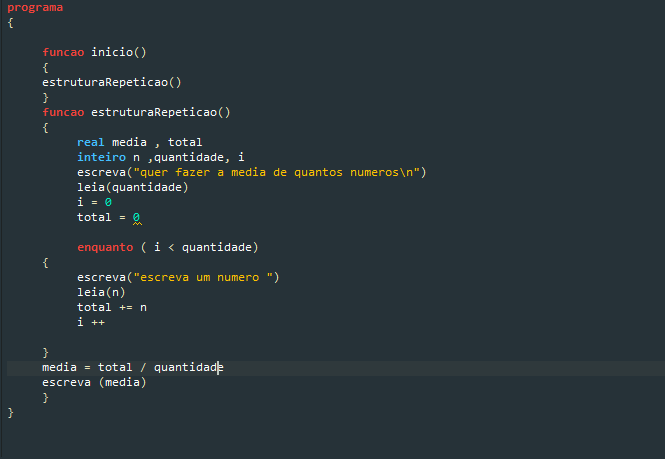 programa
{
funcao inicio()
{
estruturaRepeticao()
}
funcao estruturaRepeticao()
{
real media , total
inteiro n ,quantidade, i
escreva("quer fazer a media de quantos numeros\n")
leia(quantidade)
i = 0
total = 0
enquanto ( i < quantidade)
{
escreva("escreva um numero ")
leia(n)
total += n
i ++
}
media = total / quantidade
escreva (media)
}
}